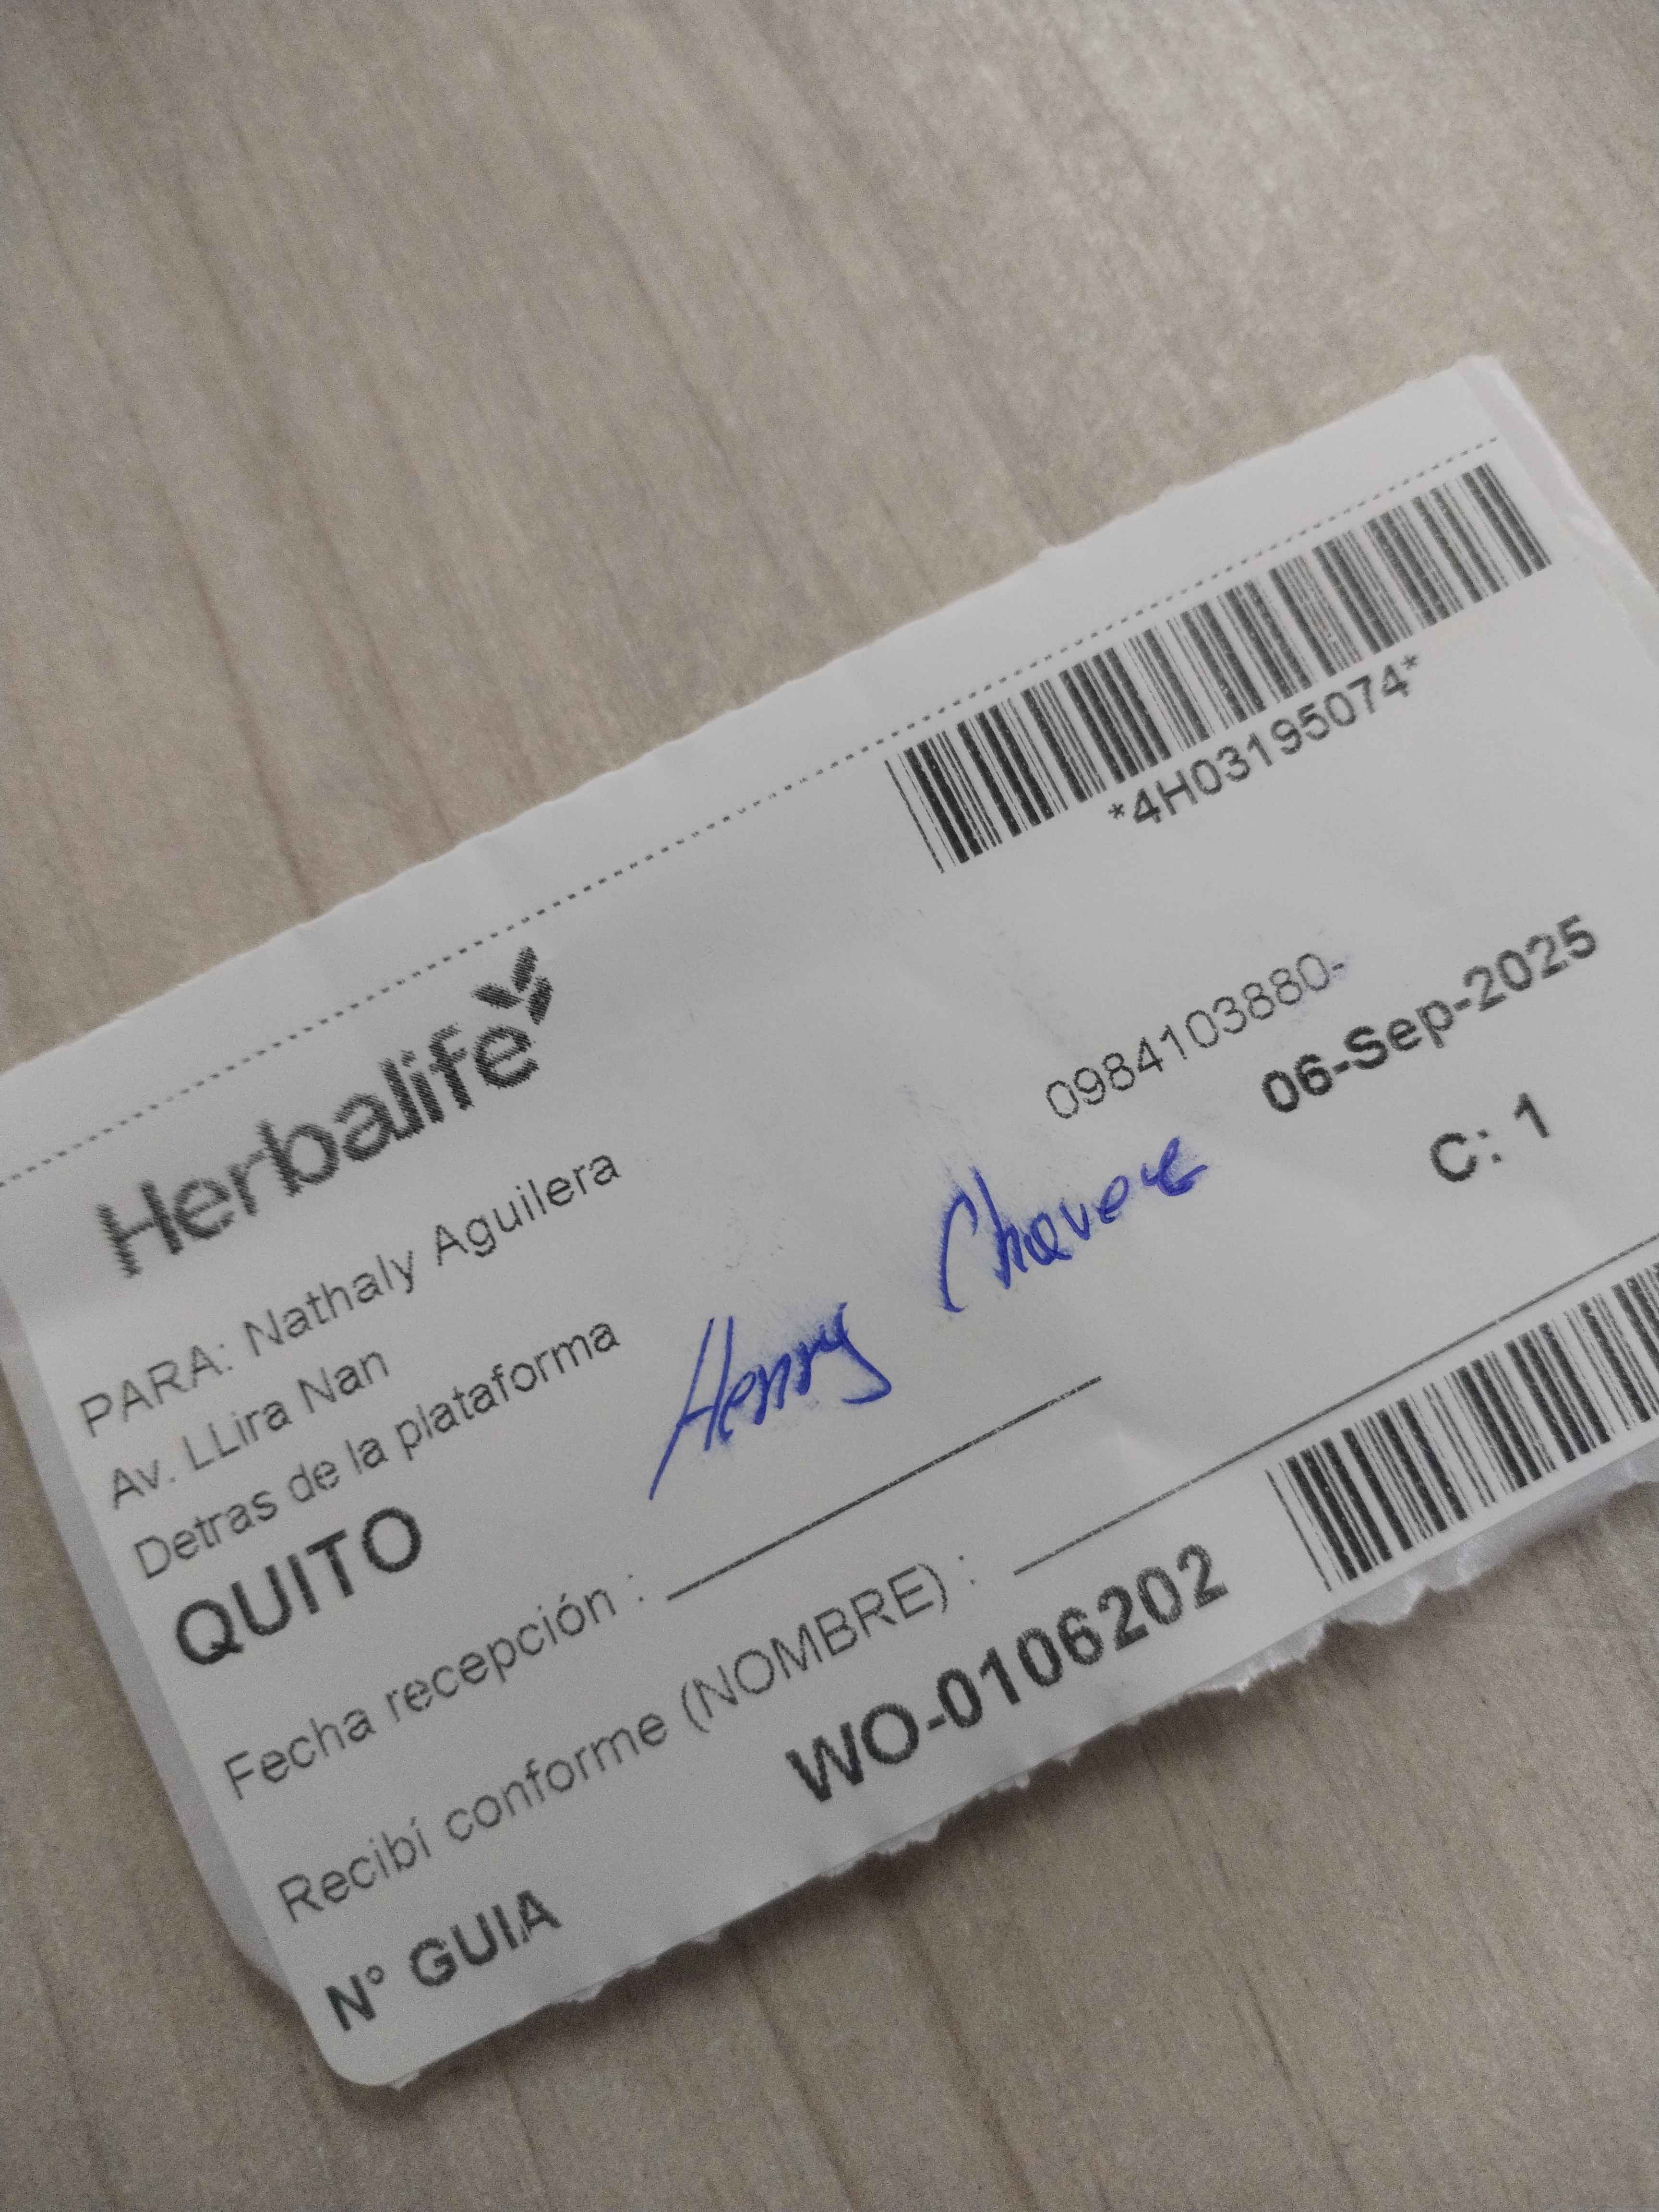 *4H03195074*
Herbalife
PARA: Nathaly Aguilera
0984103880-
Av. LLira Nan
06-Sep-2025
Detras de la plataforma
C: 1
QUITO
Henry Chavez
Fecha recepción :
Recibí conforme (NOMBRE) :
N° GUIA WO-0106202